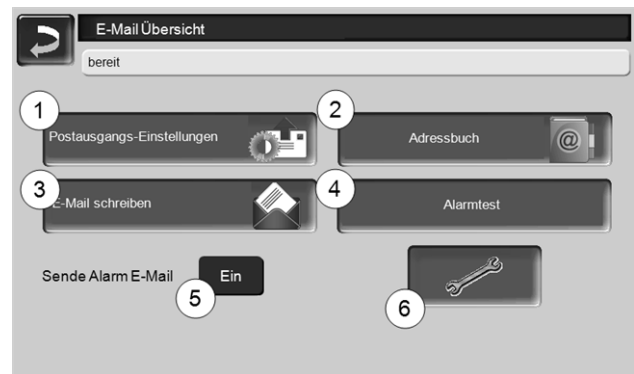 E-Mail Übersicht
bereit
1
2
Postausgangs-Einstellungen
Adressbuch
@
3
4
E-Mail schreiben
Alarmtest
Sende Alarm E-Mail
Ein
5
6